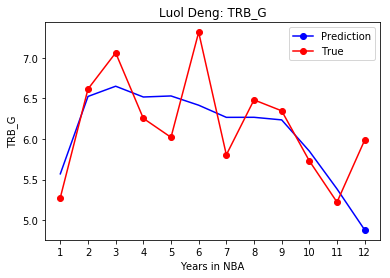 Luol Deng: TRB_G
Prediction
True
7.0
6.5
6.0
5.5
5.0
TRB_G
1 2 3 4 5 6 7 8 9 10 11 12
Years in NBA